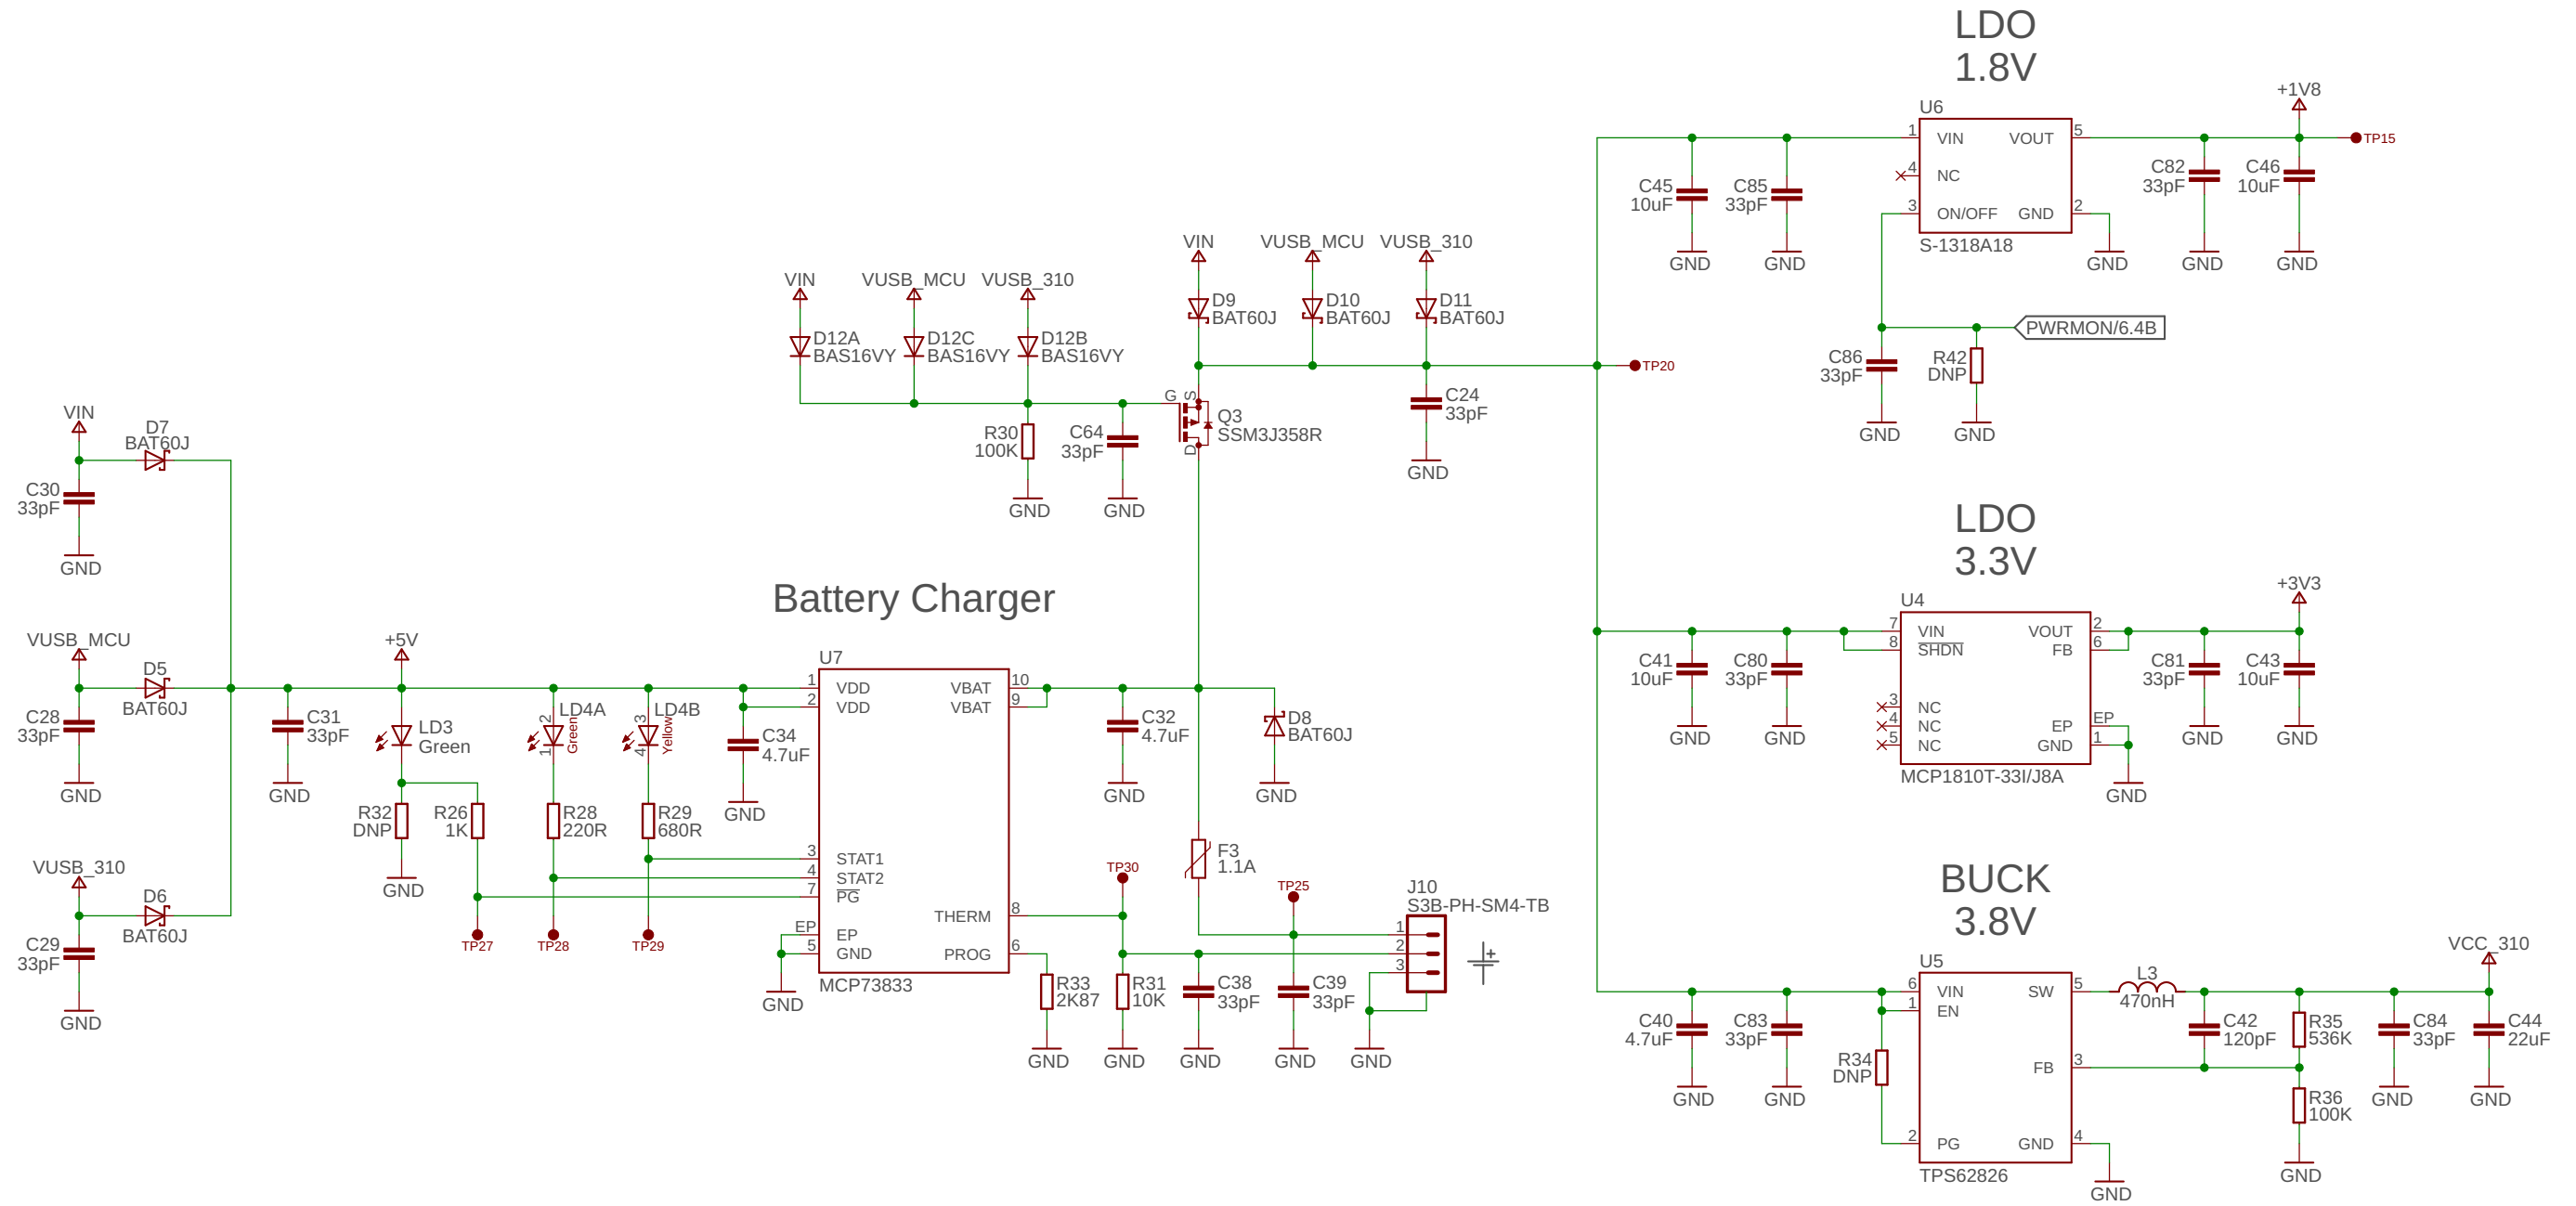 LDO
1.8V
U6
1
VIN
VOUT
5
4
NC
3
ON/OFF
GND
2
S-1318A18
+1V8
TP15
C45
10uF
GND
C85
33pF
GND
GND
C82
33pF
GND
C46
10uF
GND
PWRMON/6.4B
C86
33pF
GND
R42
DNP
GND
VIN
VUSB_MCU
VUSB_310
D9
BAT60J
D10
BAT60J
D11
BAT60J
TP20
VIN
VUSB_MCU
VUSB_310
D12A
BAS16VY
D12C
BAS16VY
D12B
BAS16VY
R30
100K
GND
C64
33pF
GND
G
S
D
Q3
SSM3J358R
C24
33pF
GND
VIN
D7
BAT60J
C30
33pF
GND
VUSB_MCU
D5
BAT60J
C28
33pF
GND
VUSB_310
D6
BAT60J
C29
33pF
GND
C31
33pF
GND
+5V
LD3
Green
R32
DNP
GND
R26
1K
TP27
LD4A
2
1
Green
R28
220R
TP28
LD4B
3
4
Yellow
R29
680R
TP29
C34
4.7uF
GND
Battery Charger
U7
1
VDD
VBAT
10
2
VDD
VBAT
9
3
STAT1
4
STAT2
7
PG
THERM
8
EP
EP
5
GND
PROG
6
MCP73833
GND
C32
4.7uF
GND
D8
BAT60J
GND
F3
1.1A
TP30
TP25
R33
2K87
GND
R31
10K
GND
C38
33pF
GND
C39
33pF
GND
J10
S3B-PH-SM4-TB
1
2
3
+
GND
LDO
3.3V
U4
7
VIN
VOUT
2
8
SHDN
FB
6
3
NC
4
NC
EP
EP
5
NC
GND
1
MCP1810T-33I/J8A
+3V3
C41
10uF
GND
C80
33pF
GND
GND
C81
33pF
GND
C43
10uF
GND
BUCK
3.8V
U5
6
VIN
SW
5
1
EN
FB
3
2
PG
GND
4
TPS62826
L3
470nH
VCC_310
C40
4.7uF
GND
C83
33pF
GND
R34
DNP
GND
C42
120pF
R35
536K
R36
100K
GND
C84
33pF
GND
C44
22uF
GND